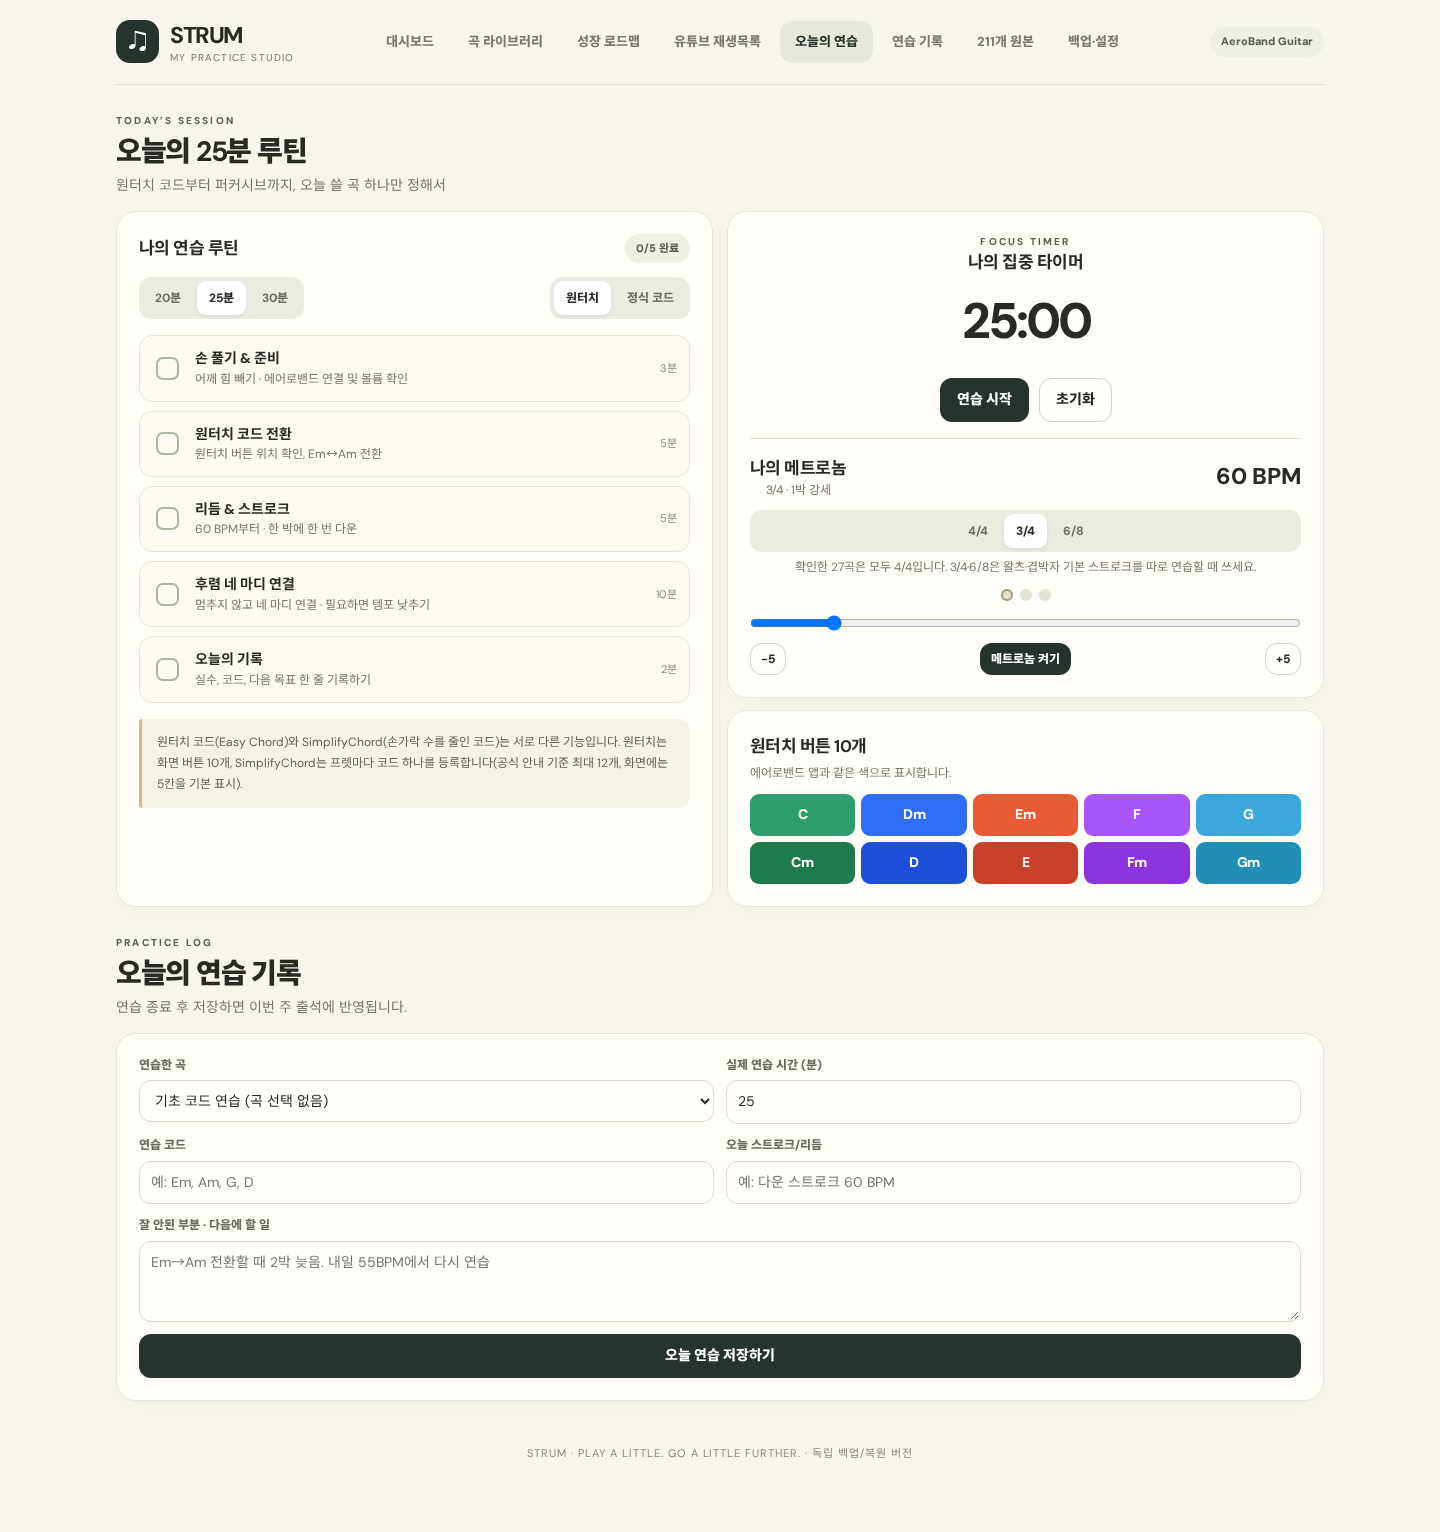 STRUM
MY PRACTICE STUDIO
대시보드
곡 라이브러리
성장 로드맵
유튜브 재생목록
오늘의 연습
연습 기록
211개 원본
백업·설정
AeroBand Guitar
TODAY'S SESSION
오늘의 25분 루틴
원터치 코드부터 퍼커시브까지, 오늘 쓸 곡 하나만 정해서
나의 연습 루틴
0/5 완료
20분
25분
30분
원터치
정식 코드
손 풀기 & 준비
어깨 힘 빼기 · 에어로밴드 연결 및 볼륨 확인
3분
원터치 코드 전환
원터치 버튼 위치 확인, Em↔Am 전환
5분
리듬 & 스트로크
60 BPM부터 · 한 박에 한 번 다운
5분
후렴 네 마디 연결
멈추지 않고 네 마디 연결 · 필요하면 템포 낮추기
10분
오늘의 기록
실수, 코드, 다음 목표 한 줄 기록하기
2분
원터치 코드(Easy Chord)와 SimplifyChord(손가락 수를 줄인 코드)는 서로 다른 기능입니다. 원터치는
화면 버튼 10개, SimplifyChord는 프렛마다 코드 하나를 등록합니다(공식 안내 기준 최대 12개, 화면에는
5칸을 기본 표시).
FOCUS TIMER
나의 집중 타이머
25:00
연습 시작
초기화
나의 메트로놈
3/4 · 1박 강세
60 BPM
4/4
3/4
6/8
확인한 27곡은 모두 4/4입니다. 3/4·6/8은 왈츠·겹박자 기본 스트로크를 따로 연습할 때 쓰세요.
-5
메트로놈 켜기
+5
원터치 버튼 10개
에어로밴드 앱과 같은 색으로 표시합니다.
C
Dm
Em
F
G
Cm
D
E
Fm
Gm
PRACTICE LOG
오늘의 연습 기록
연습 종료 후 저장하면 이번 주 출석에 반영됩니다.
연습한 곡
실제 연습 시간 (분)
기초 코드 연습 (곡 선택 없음)
25
연습 코드
오늘 스트로크/리듬
예: Em, Am, G, D
예: 다운 스트로크 60 BPM
잘 안된 부분 · 다음에 할 일
Em→Am 전환할 때 2박 늦음. 내일 55BPM에서 다시 연습
오늘 연습 저장하기
STRUM · PLAY A LITTLE. GO A LITTLE FURTHER. · 독립 백업/복원 버전